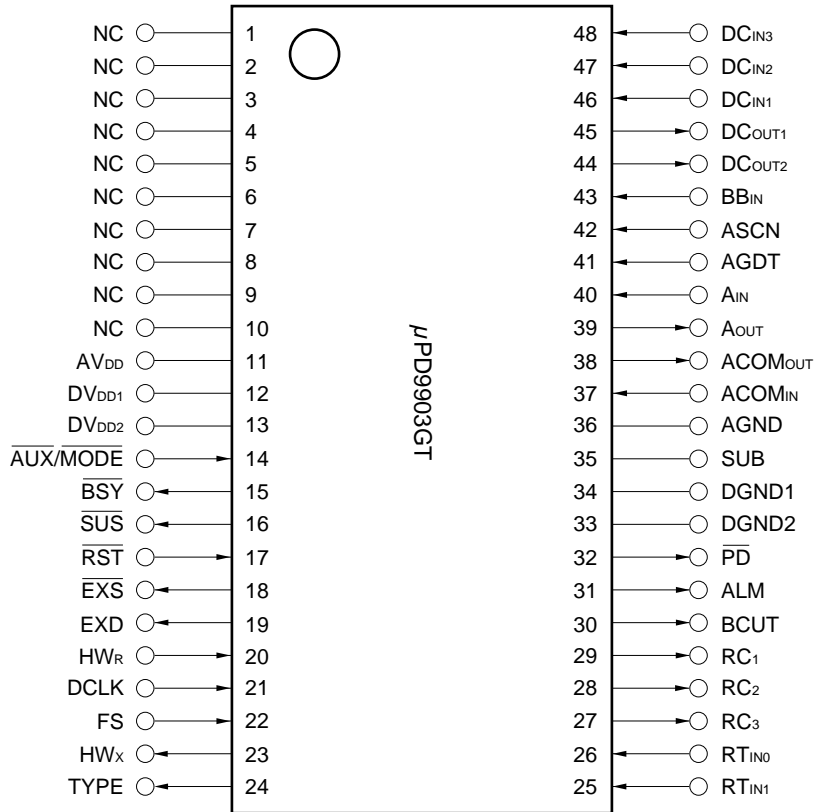 NC 1 48 DCIN3
NC 2 47 DCIN2
NC 3 46 DCIN1
NC 4 45 DCOUT1
NC 5 44 DCOUT2
NC 6 43 BBIN
NC 7 42 ASCN
NC 8 41 AGDT
NC 9 40 AIN
NC 10 39 AOUT
AVDD 11 38 ACOMOUT
DVDD1 12 37 ACOMIN
DVDD2 13 36 AGND
AUX/MODE 14 35 SUB
BSY 15 34 DGND1
SUS 16 33 DGND2
RST 17 32 PD
EXS 18 31 ALM
EXD 19 30 BCUT
HWR 20 29 RC1
DCLK 21 28 RC2
FS 22 27 RC3
HWX 23 26 RTIN0
TYPE 24 25 RTIN1
µPD9903GT